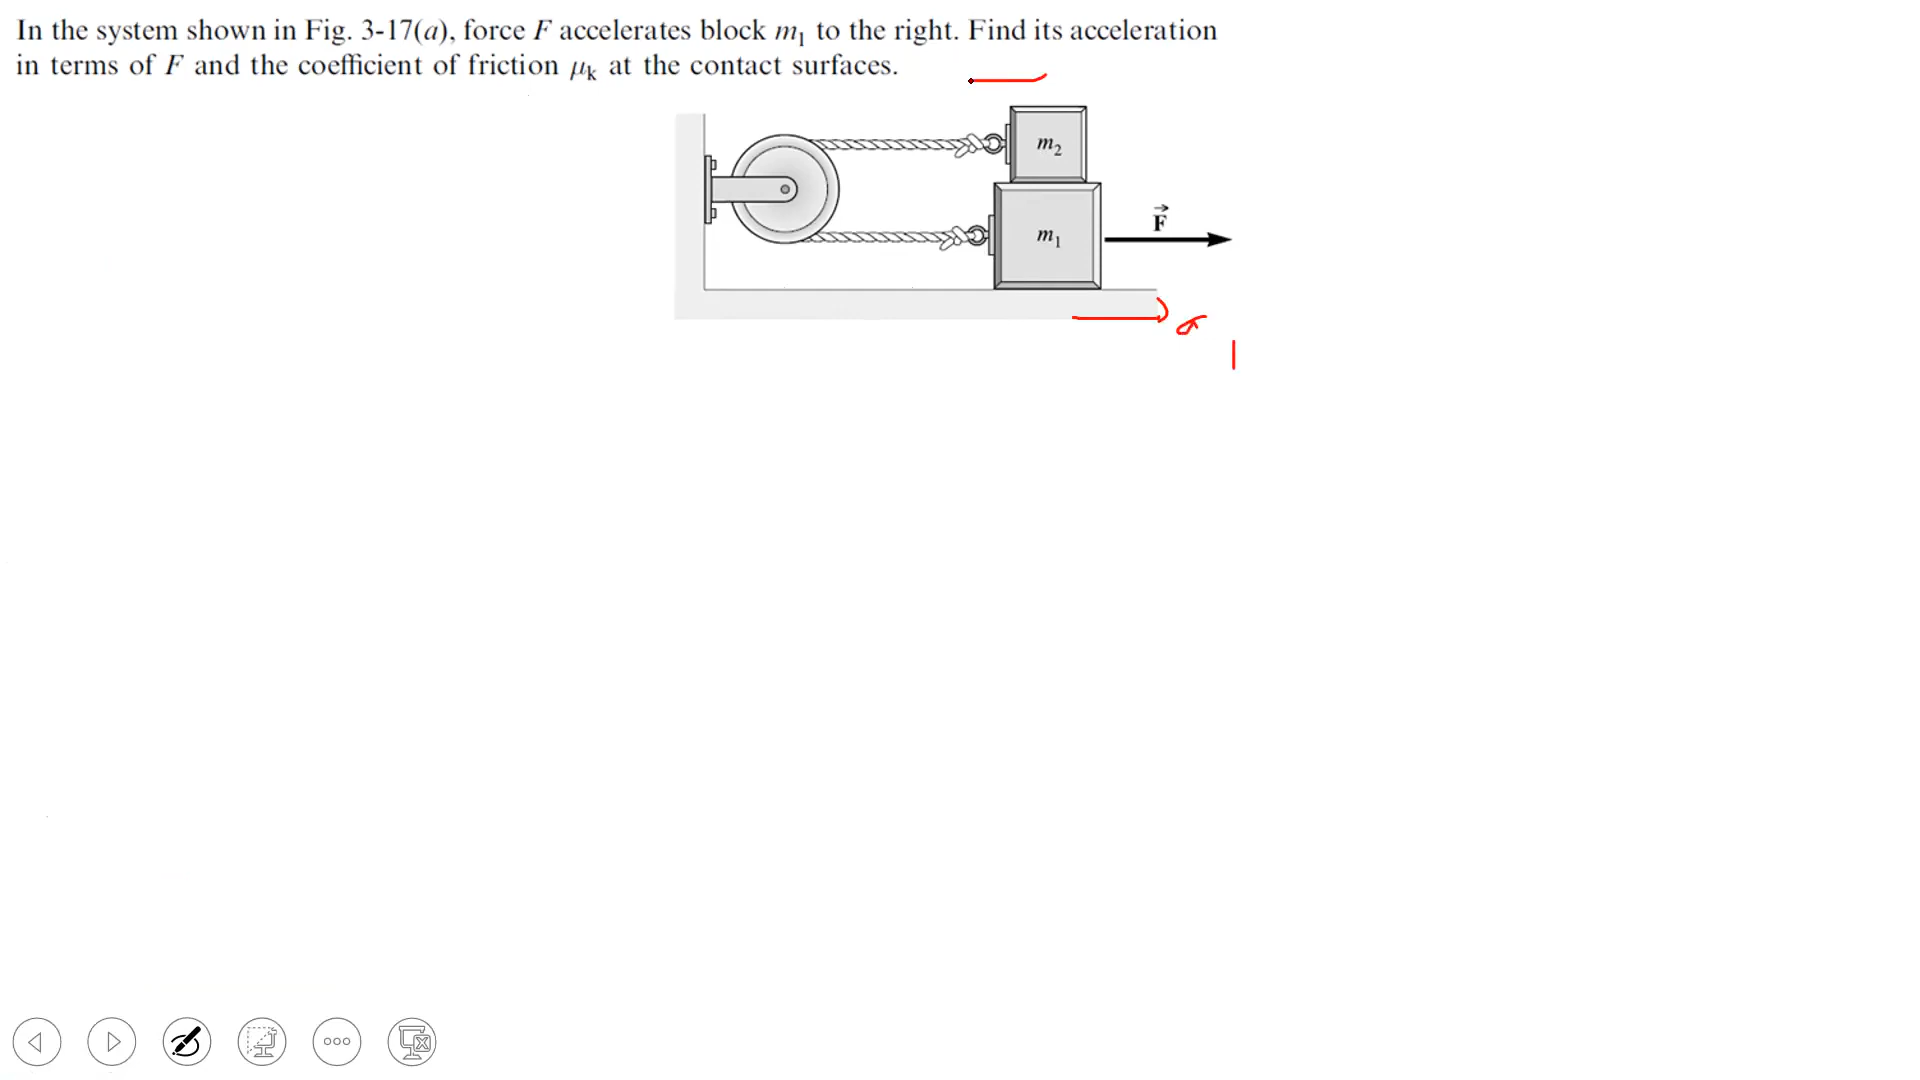 In the system shown in Fig. 3-17(a), force F accelerates block m₁ to the right. Find its acceleration
in terms of F and the coefficient of friction μₖ at the contact surfaces.
m₂
F⃗
m₁